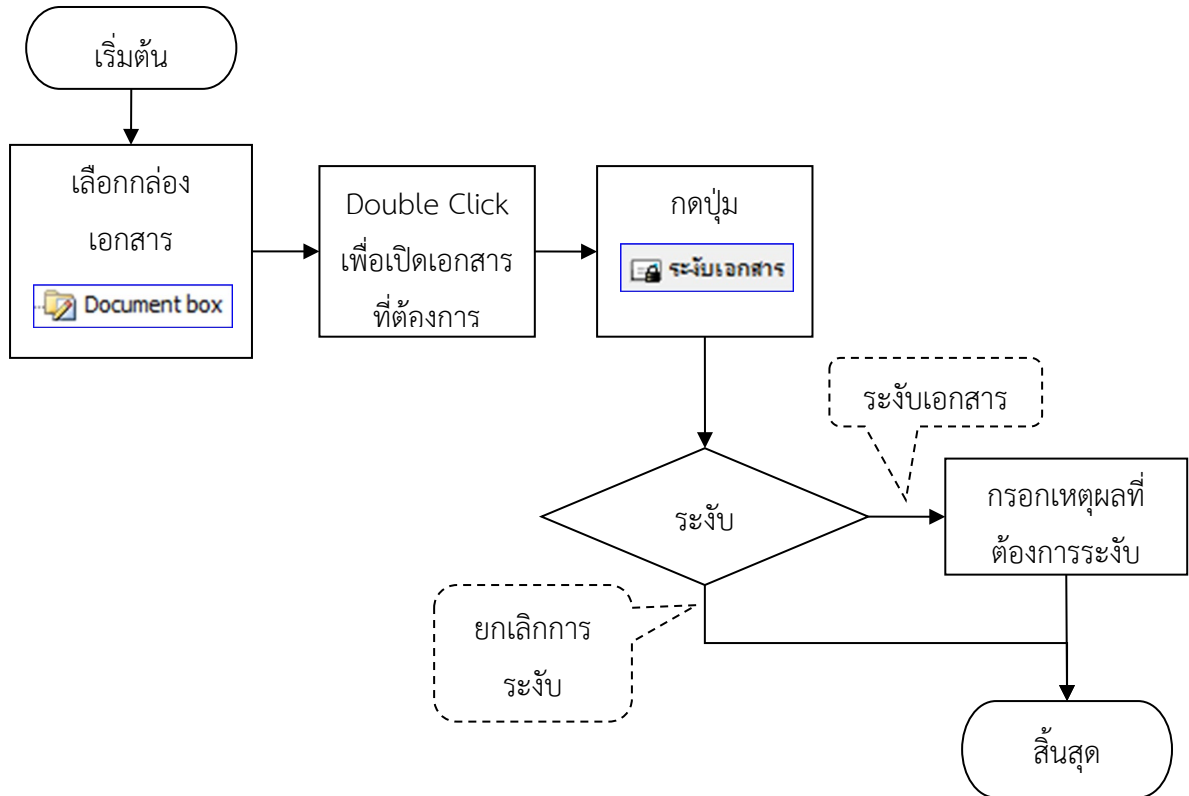 เริ่มต้น
เลือกกล่อง
เอกสาร
Document box
Double Click
เพื่อเปิดเอกสาร
ที่ต้องการ
กดปุ่ม
ระงับเอกสาร
ระงับเอกสาร
ระงับ
กรอกเหตุผลที่
ต้องการระงับ
ยกเลิกการ
ระงับ
สิ้นสุด